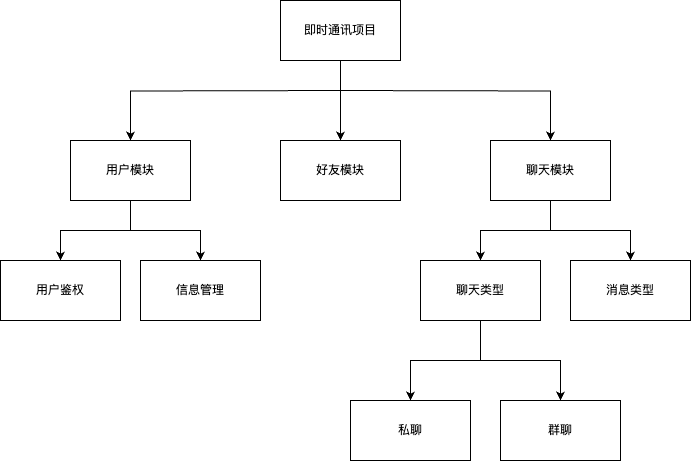 即时通讯项目
用户模块
好友模块
聊天模块
用户鉴权
信息管理
聊天类型
消息类型
私聊
群聊